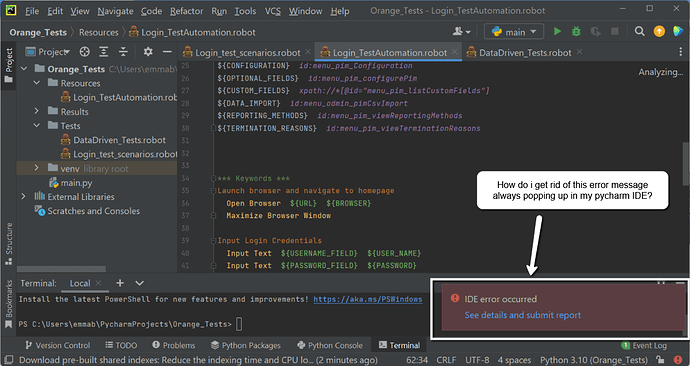 File Edit View Navigate Code Refactor Run Tools VCS Window Help Orange_Tests - Login_TestAutomation.robot
Orange_Tests Resources Login_TestAutomation.robot main
Project Login_test_scenarios.robot Login_TestAutomation.robot DataDriven_Tests.robot
Project
Orange_Tests C:\Users\emmab
Resources
Login_TestAutomation.robot
Results
Tests
DataDriven_Tests.robot
Login_test_scenarios.robot
venv library root
main.py
External Libraries
Scratches and Consoles
Structure
Bookmarks
Analyzing...
25 ${CONFIGURATION} id:menu_pim_Configuration
26 ${OPTIONAL_FIELDS} id:menu_pim_configurePim
27 ${CUSTOM_FIELDS} xpath://*[@id="menu_pim_listCustomFields"]
28 ${DATA_IMPORT} id:menu_admin_pimCsvImport
29 ${REPORTING_METHODS} id:menu_pim_viewReportingMethods
30 ${TERMINATION_REASONS} id:menu_pim_viewTerminationReasons
31
32
33
34 *** Keywords ***
35 Launch browser and navigate to homepage
36 Open Browser ${URL} ${BROWSER}
37 Maximize Browser Window
38
39 Input Login Credentials
40 Input Text ${USERNAME_FIELD} ${USER_NAME}
41 Input Text ${PASSWORD_FIELD} ${PASSWORD}
How do i get rid of this error message
always popping up in my pycharm IDE?
Terminal: Local
Install the latest PowerShell for new features and improvements! https://aka.ms/PSWindows
PS C:\Users\emmab\PycharmProjects\Orange_Tests>
IDE error occurred
See details and submit report
Version Control TODO Problems Python Packages Python Console Terminal 1 Event Log
Download pre-built shared indexes: Reduce the indexing time and CPU lo... (2 minutes ago) 62:34 CRLF UTF-8 4 spaces Python 3.10 (Orange_Tests)